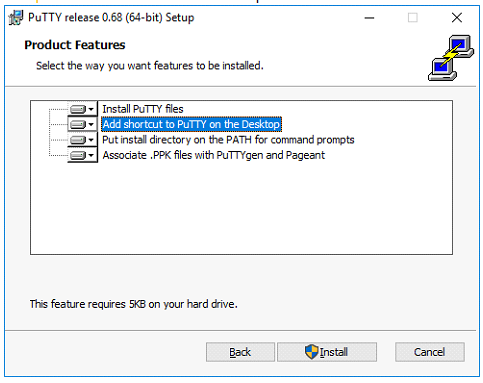 PuTTY release 0.68 (64-bit) Setup
Product Features
Select the way you want features to be installed.
Install PuTTY files
Add shortcut to PuTTY on the Desktop
Put install directory on the PATH for command prompts
Associate .PPK files with PuTTYgen and Pageant
This feature requires 5KB on your hard drive.
Back Install Cancel